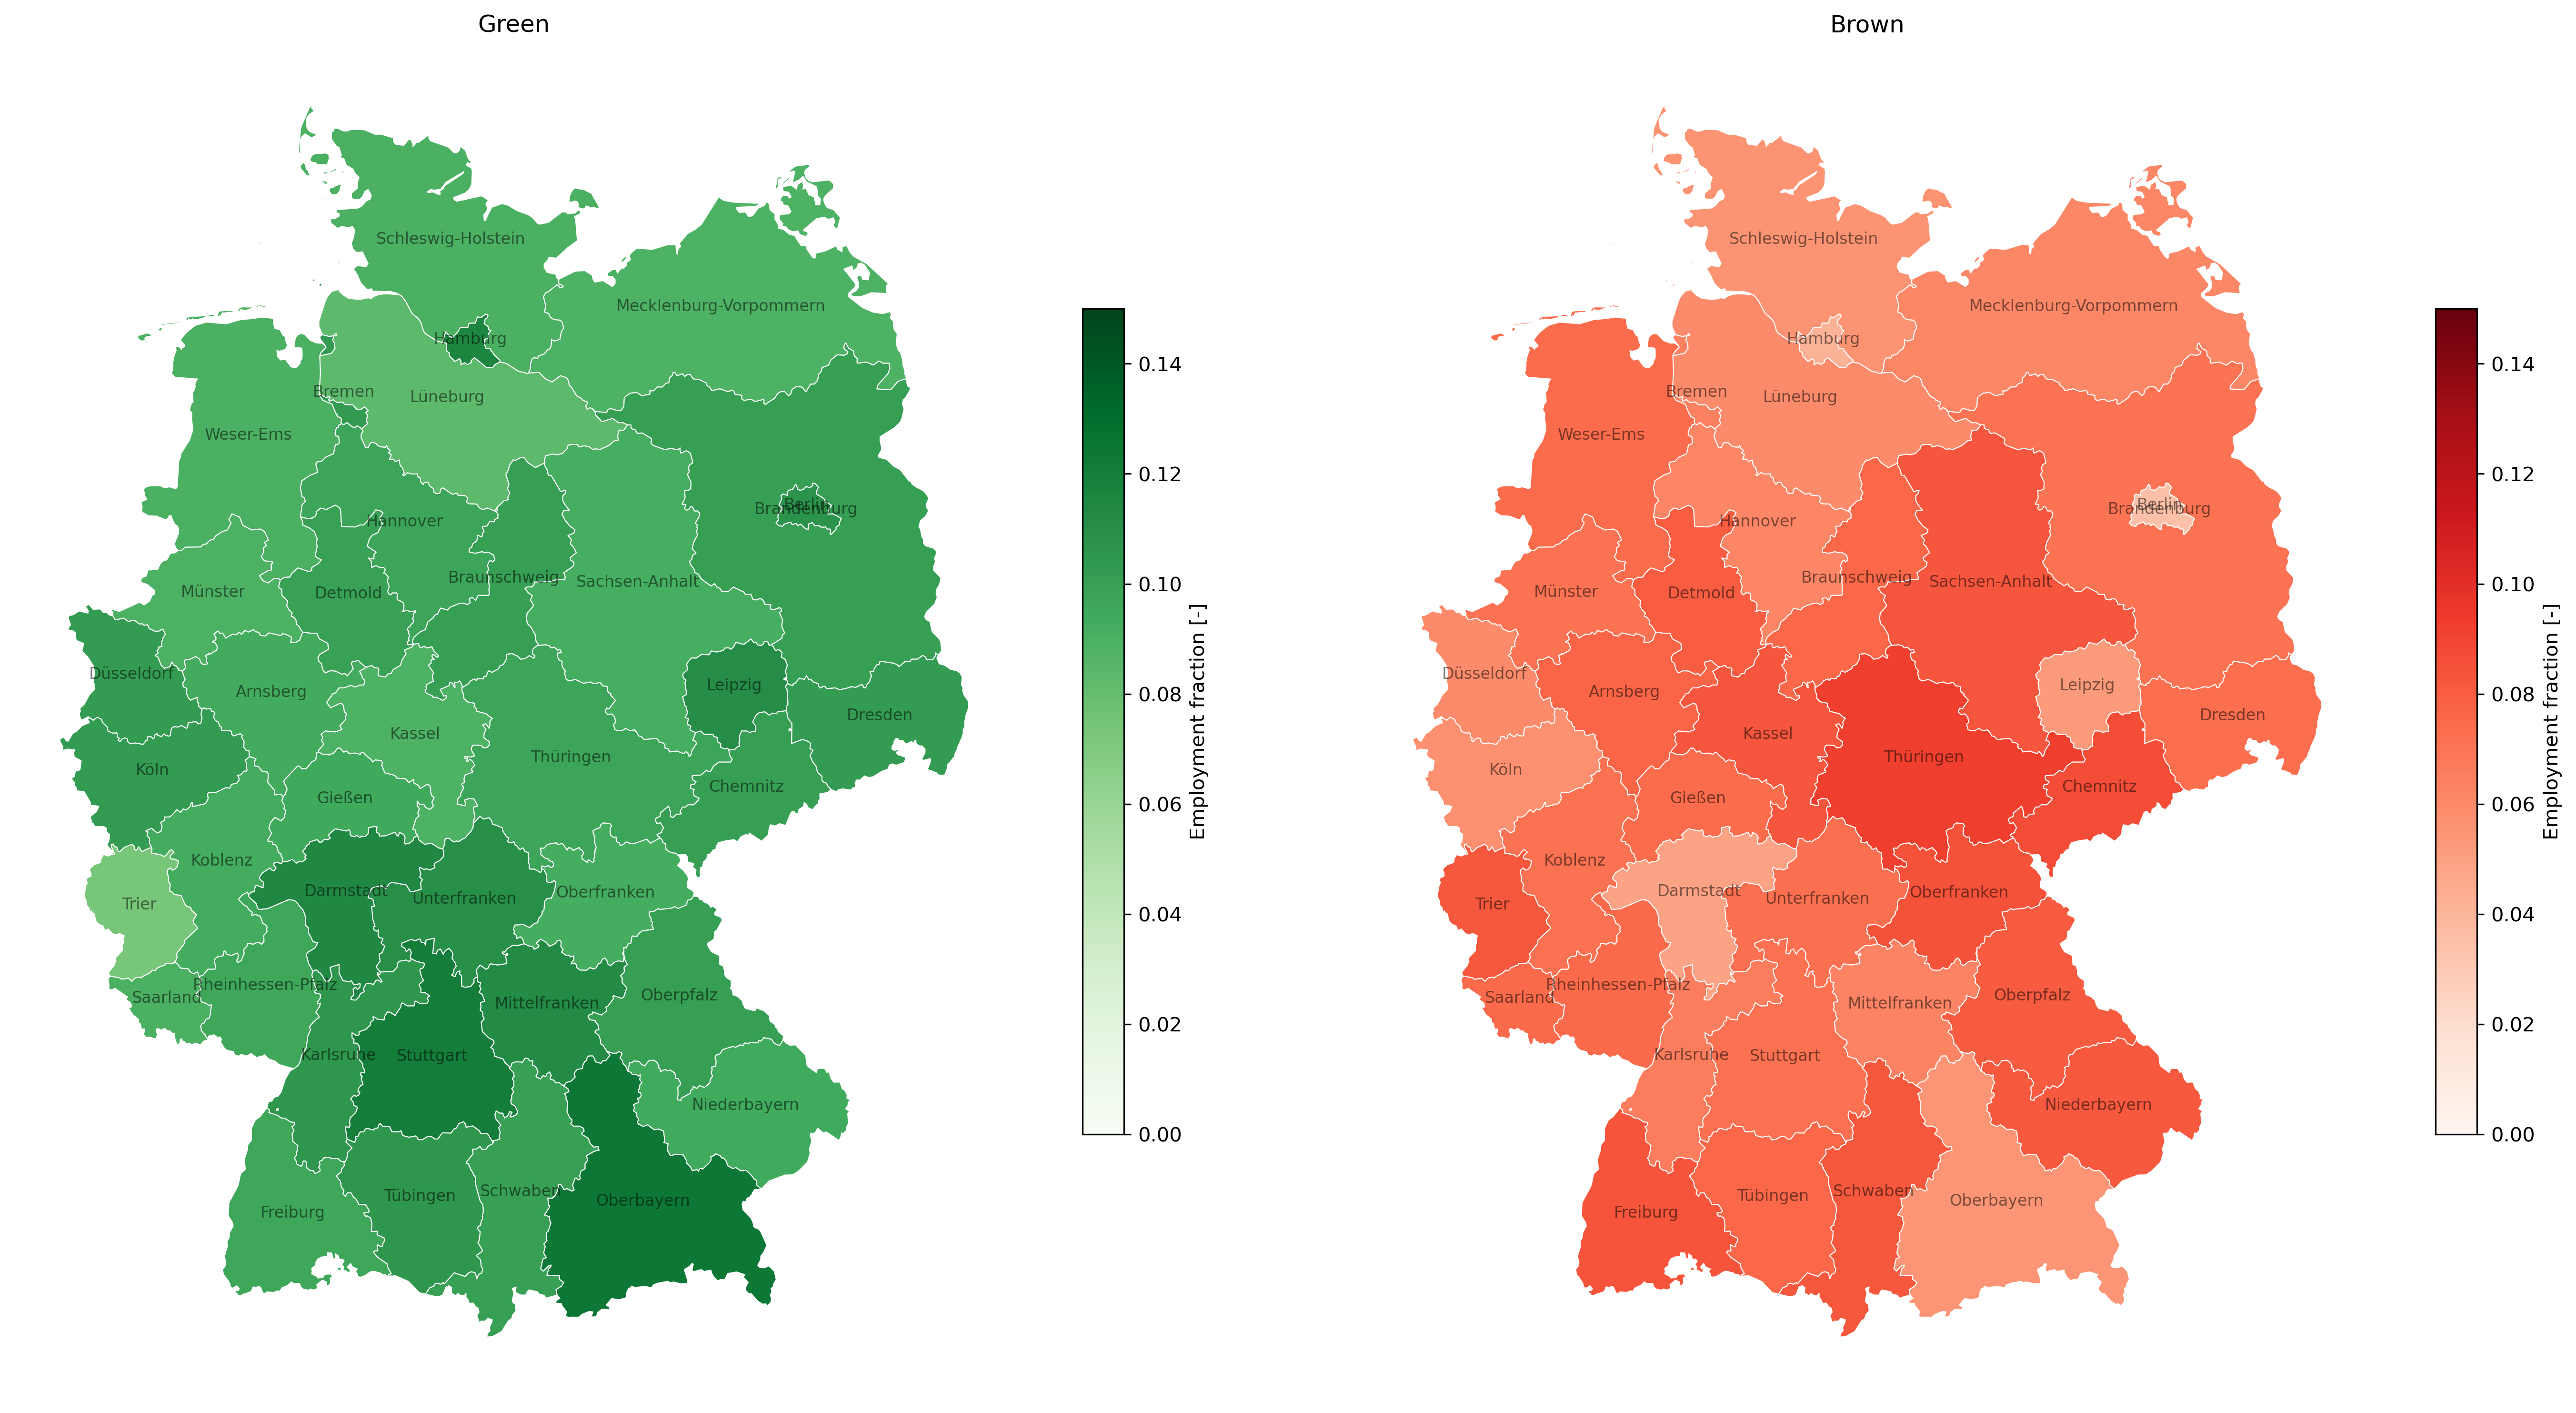 Green
Schleswig-Holstein
Mecklenburg-Vorpommern
Hamburg
Bremen
Lüneburg
Weser-Ems
Berlin
Brandenburg
Hannover
Braunschweig
Sachsen-Anhalt
Münster
Detmold
Düsseldorf
Arnsberg
Leipzig
Dresden
Kassel
Köln
Thüringen
Chemnitz
Gießen
Koblenz
Darmstadt
Unterfranken
Oberfranken
Trier
Saarland
Rheinhessen-Pfalz
Mittelfranken
Oberpfalz
Karlsruhe
Stuttgart
Niederbayern
Freiburg
Tübingen
Schwaben
Oberbayern
0.14
0.12
0.10
0.08
0.06
0.04
0.02
0.00
Employment fraction [-]
Brown
Schleswig-Holstein
Mecklenburg-Vorpommern
Hamburg
Bremen
Lüneburg
Weser-Ems
Berlin
Brandenburg
Hannover
Braunschweig
Sachsen-Anhalt
Münster
Detmold
Düsseldorf
Arnsberg
Leipzig
Dresden
Kassel
Köln
Thüringen
Chemnitz
Gießen
Koblenz
Darmstadt
Unterfranken
Oberfranken
Trier
Saarland
Rheinhessen-Pfalz
Mittelfranken
Oberpfalz
Karlsruhe
Stuttgart
Niederbayern
Freiburg
Tübingen
Schwaben
Oberbayern
0.14
0.12
0.10
0.08
0.06
0.04
0.02
0.00
Employment fraction [-]